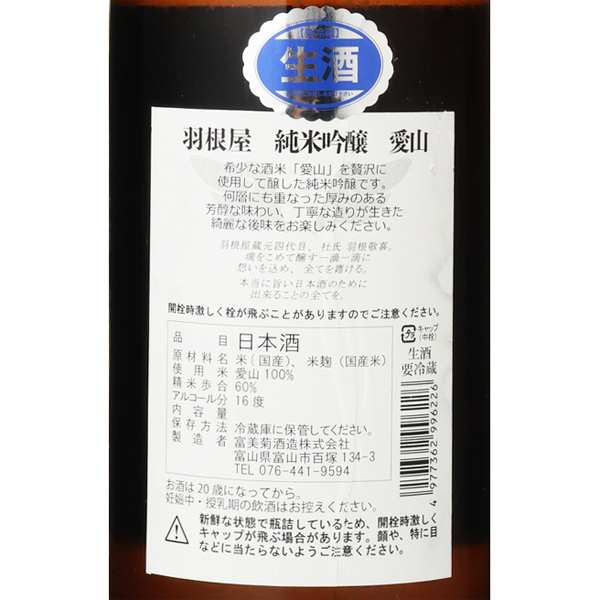 生酒
羽根屋 純米吟醸 愛山
希少な酒米「愛山」を贅沢に
使用して醸した純米吟醸です。
何層にも重なった厚みのある
芳醇な味わい、丁寧な造りが生きた
綺麗な後味をお楽しみください。
羽根屋蔵元四代目、杜氏 羽根敬喜。
魂をこめて醸す一滴一滴に
想いを込め、全てを捧げる。
本当に旨い日本酒のために
出来ることの全てを。
開栓時激しく栓が飛ぶことがありますのでご注意ください。
品目 日本酒
原材料名 米(国産)、米麹(国産米)
使用米 愛山100%
精米歩合 60%
アルコール分 16度
内容量
保存方法 冷蔵庫に保管してください。
製造者 富美菊酒造株式会社
富山県富山市百塚134-3
TEL 076-441-9594
キャップ
(中栓)
生酒
要冷蔵
4 977362 996226
お酒は20歳になってから。
妊娠中・授乳期の飲酒はお控えください。
新鮮な状態で瓶詰しているため、開栓時激しく
キャップが飛ぶ場合があります。顔や、特に目
などに当たらないようご注意ください。